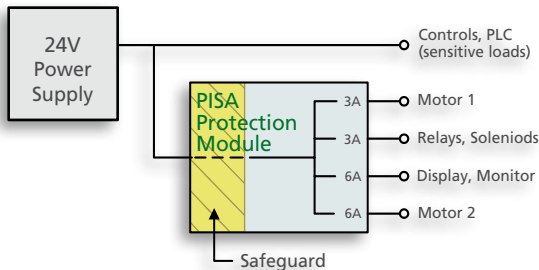 24V
Power
Supply
Controls, PLC
(sensitive loads)
PISA
Protection
Module
3A
Motor 1
3A
Relays, Soleniods
6A
Display, Monitor
6A
Motor 2
Safeguard